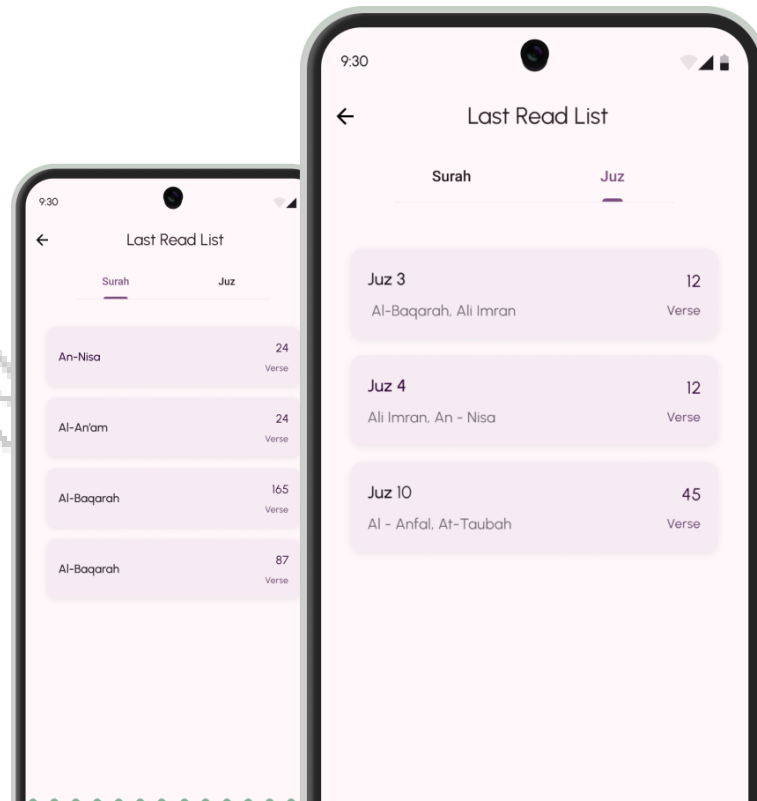 9:30
Last Read List
Surah Juz
An-Nisa 24
Verse
Al-An'am 24
Verse
Al-Baqarah 165
Verse
Al-Baqarah 87
Verse
9:30
Last Read List
Surah Juz
Juz 3 12
Al-Baqarah, Ali Imran Verse
Juz 4 12
Ali Imran, An - Nisa Verse
Juz 10 45
Al - Anfal, At-Taubah Verse